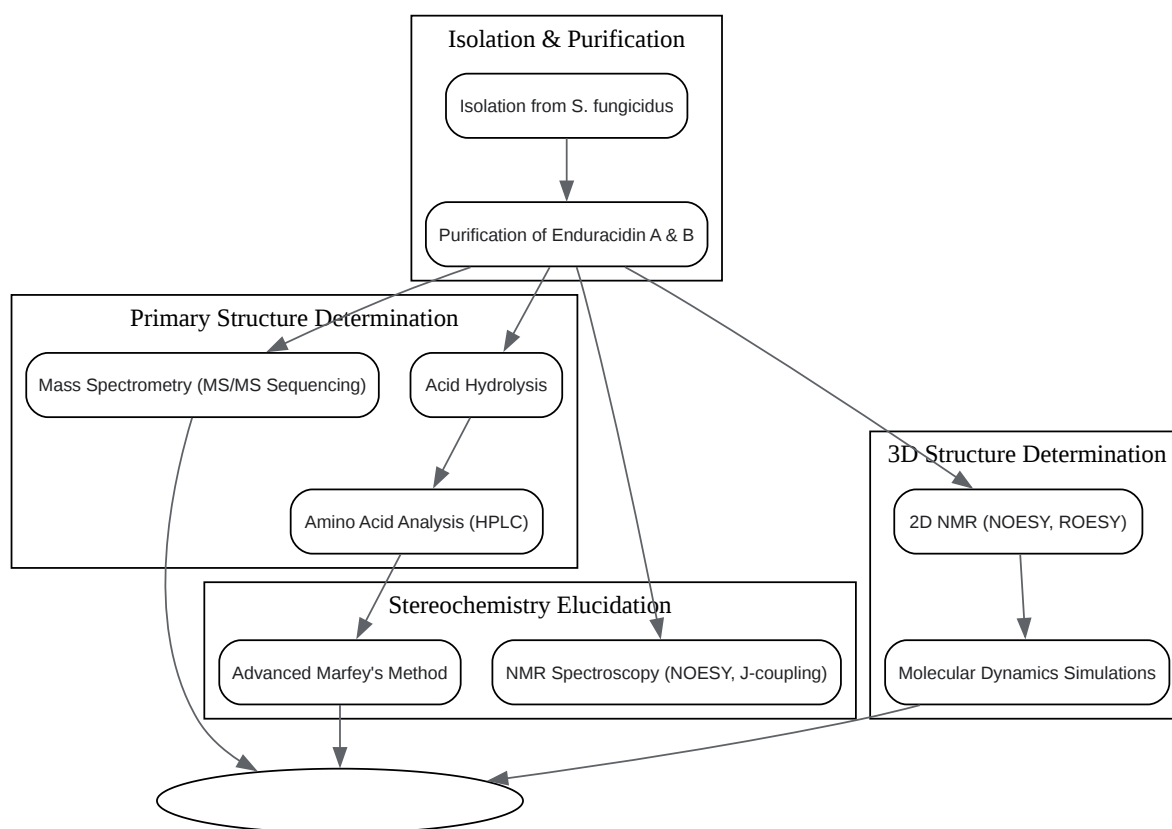 Isolation & Purification
Isolation from S. fungicidus
Purification of Enduracidin A & B
Primary Structure Determination
Mass Spectrometry (MS/MS Sequencing)
Acid Hydrolysis
3D Structure Determination
Amino Acid Analysis (HPLC)
2D NMR (NOESY, ROESY)
Stereochemistry Elucidation
Advanced Marfey's Method
NMR Spectroscopy (NOESY, J-coupling)
Molecular Dynamics Simulations